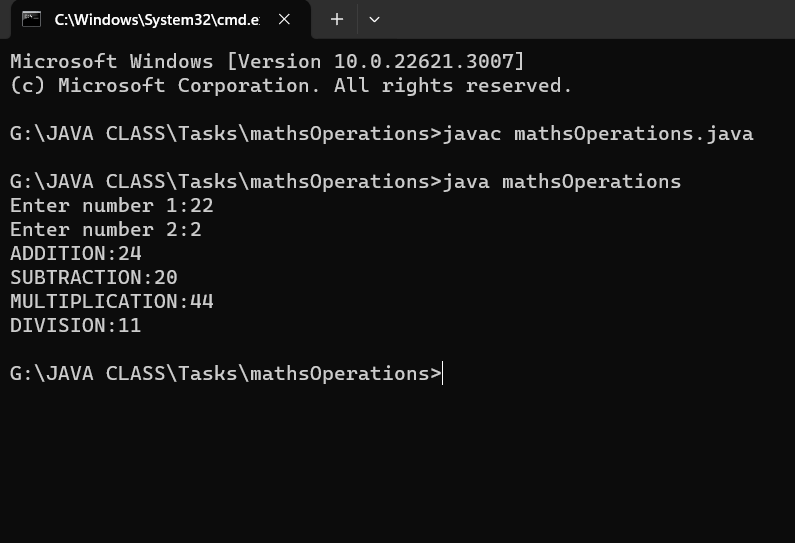 C:\Windows\System32\cmd.e
Microsoft Windows [Version 10.0.22621.3007]
(c) Microsoft Corporation. All rights reserved.
G:\JAVA CLASS\Tasks\mathsOperations>javac mathsOperations.java
G:\JAVA CLASS\Tasks\mathsOperations>java mathsOperations
Enter number 1:22
Enter number 2:2
ADDITION:24
SUBTRACTION:20
MULTIPLICATION:44
DIVISION:11
G:\JAVA CLASS\Tasks\mathsOperations>